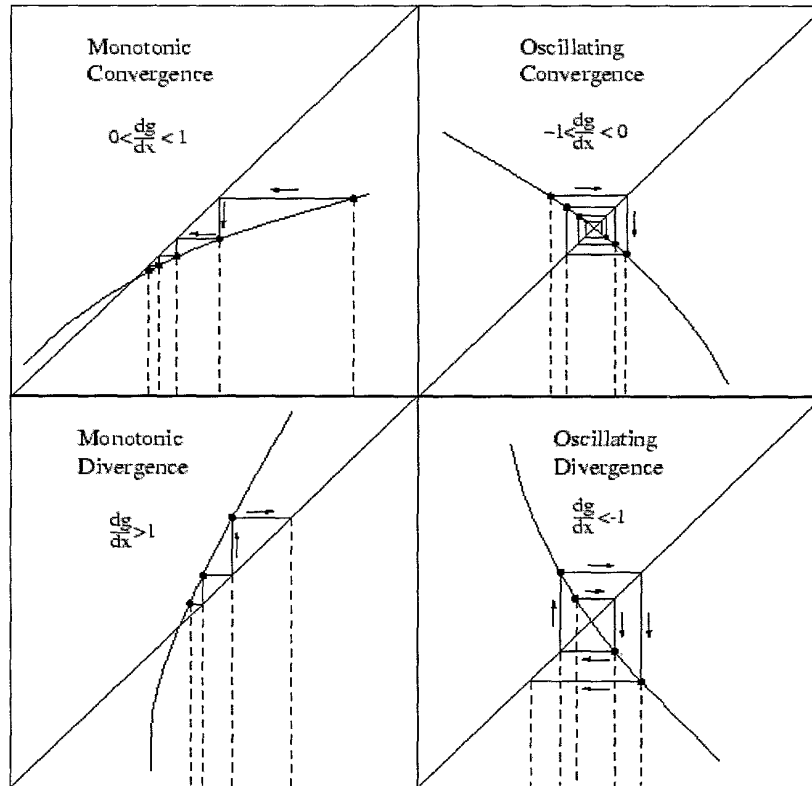 Monotonic
Convergence
0< dg/dx < 1
Oscillating
Convergence
-1< dg/dx < 0
Monotonic
Divergence
dg/dx >1
Oscillating
Divergence
dg/dx <-1